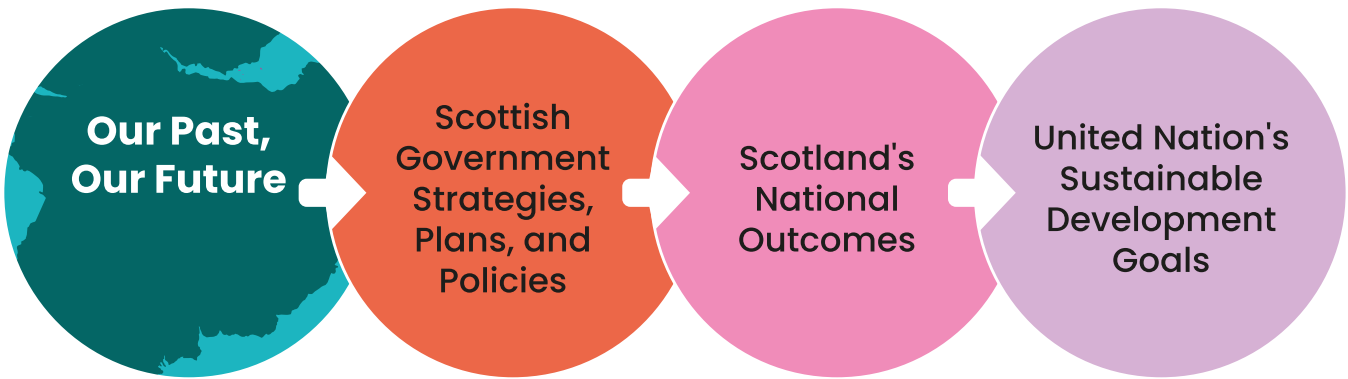 Our Past,
Our Future
Scottish
Government
Strategies,
Plans, and
Policies
Scotland's
National
Outcomes
United Nation's
Sustainable
Development
Goals